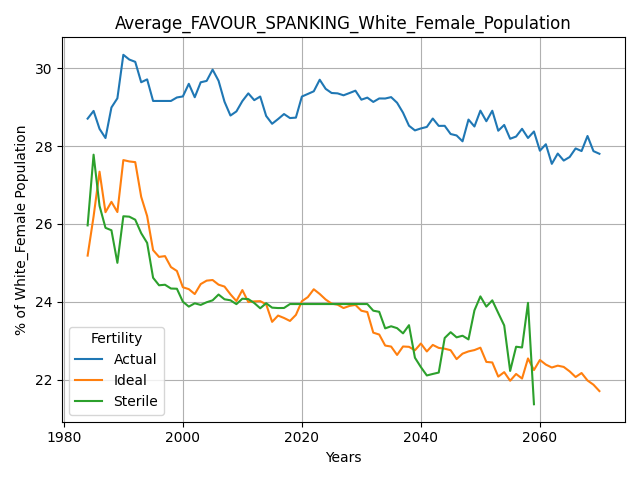 Average_FAVOUR_SPANKING_White_Female_Population
% of White_Female Population
30
28
26
24
22
Fertility
Actual
Ideal
Sterile
1980 2000 2020 2040 2060
Years